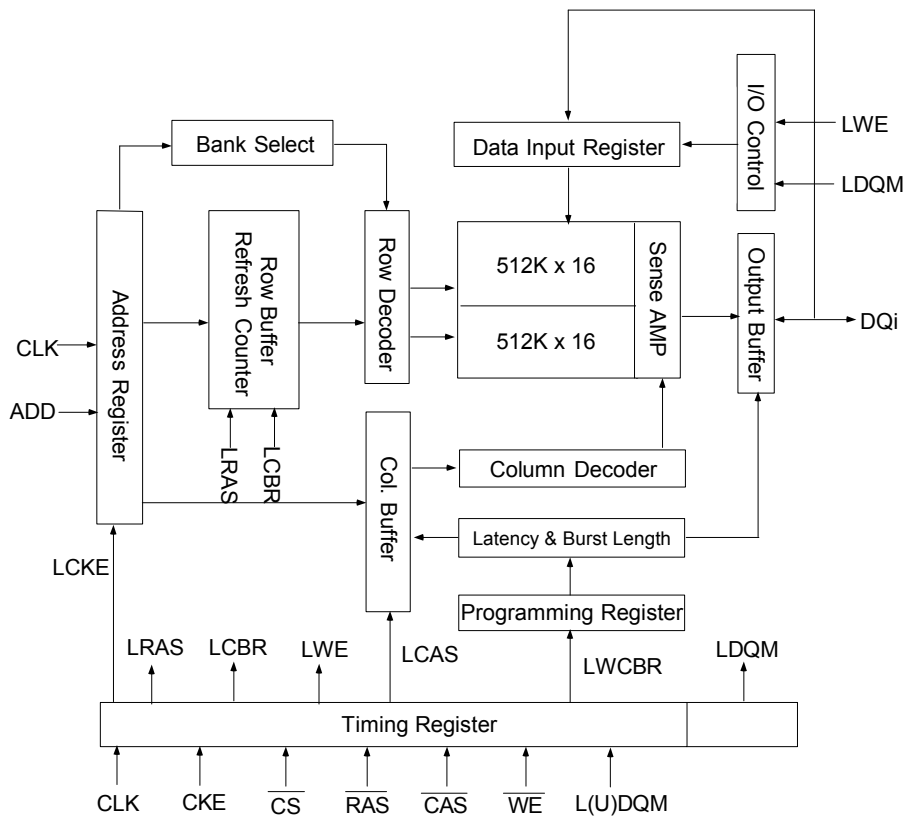 I/O Control
LWE
LDQM
Bank Select
Data Input Register
Address Register
Row Buffer
Refresh Counter
Row Decoder
512K x 16
512K x 16
Sense AMP
Output Buffer
DQi
CLK
ADD
LRAS
LCBR
Col. Buffer
Column Decoder
Latency & Burst Length
Programming Register
LCKE
LRAS
LCBR
LWE
LCAS
LWCBR
LDQM
Timing Register
CLK
CKE
CS
RAS
CAS
WE
L(U)DQM